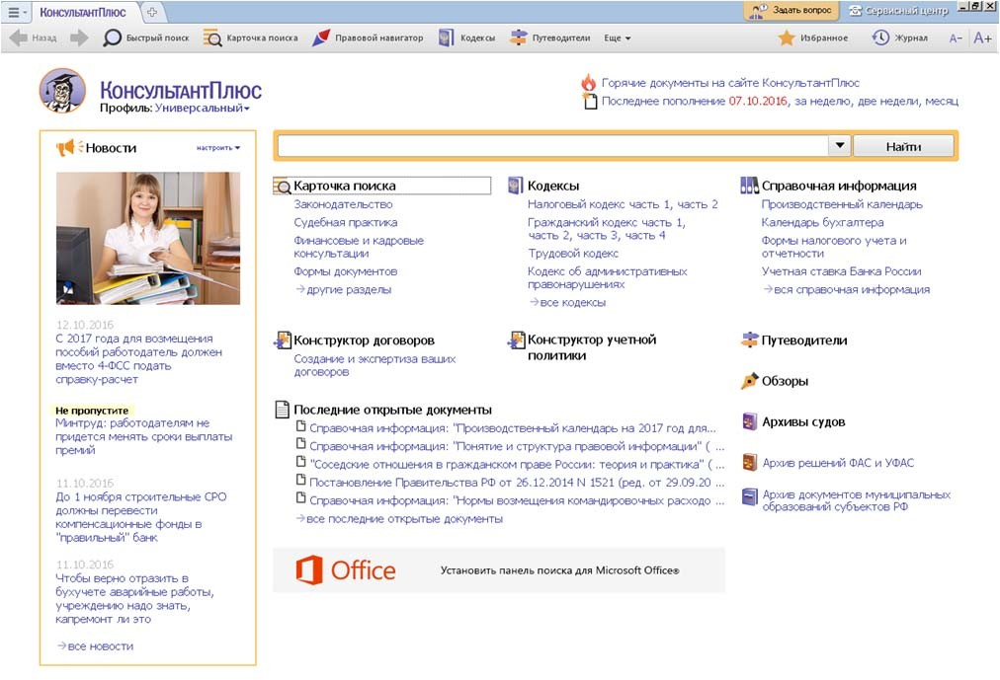 КонсультантПлюс
Задать вопрос
Сервисный центр
Назад
Быстрый поиск
Карточка поиска
Правовой навигатор
Кодексы
Путеводители
Еще
Избранное
Журнал
А-
А+
КонсультантПлюс
Профиль: Универсальный
Горячие документы на сайте КонсультантПлюс
Последнее пополнение 07.10.2016, за неделю, две недели, месяц
Новости
настроить
12.10.2016
С 2017 года для возмещения
пособий работодатель должен
вместо 4-ФСС подать
справку-расчет
Не пропустите
Минтруд: работодателям не
придется менять сроки выплаты
премий
11.10.2016
До 1 ноября строительные СРО
должны перевести
компенсационные фонды в
"правильный" банк
11.10.2016
Чтобы верно отразить в
бухучете аварийные работы,
учреждению надо знать,
капремонт ли это
все новости
Найти
Карточка поиска
Законодательство
Судебная практика
Финансовые и кадровые
консультации
Формы документов
другие разделы
Кодексы
Налоговый кодекс часть 1, часть 2
Гражданский кодекс часть 1,
часть 2, часть 3, часть 4
Трудовой кодекс
Кодекс об административных
правонарушениях
все кодексы
Справочная информация
Производственный календарь
Календарь бухгалтера
Формы налогового учета и
отчетности
Учетная ставка Банка России
вся справочная информация
Конструктор договоров
Создание и экспертиза ваших
договоров
Конструктор учетной
политики
Путеводители
Обзоры
Архивы судов
Архив решений ФАС и УФАС
Архив документов муниципальных
образований субъектов РФ
Последние открытые документы
Справочная информация: "Производственный календарь на 2017 год для...
Справочная информация: "Понятие и структура правовой информации" ( ...
"Соседские отношения в гражданском праве России: теория и практика" ( ...
Постановление Правительства РФ от 26.12.2014 N 1521 (ред. от 29.09.20 ...
Справочная информация: "Нормы возмещения командировочных расходо ...
все последние открытые документы
Office
Установить панель поиска для Microsoft Office®